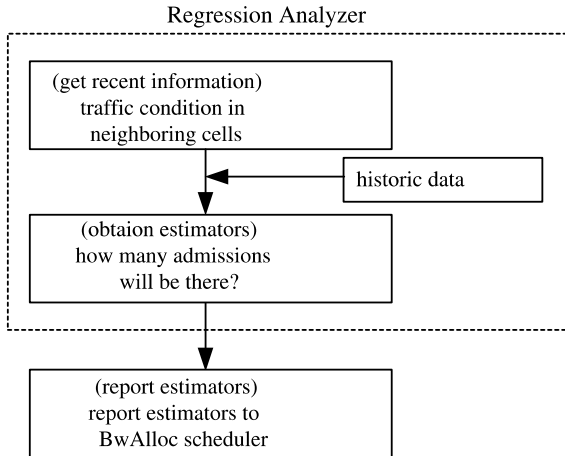 Regression Analyzer
(get recent information)
traffic condition in
neighboring cells
historic data
(obtaion estimators)
how many admissions
will be there?
(report estimators)
report estimators to
BwAlloc scheduler